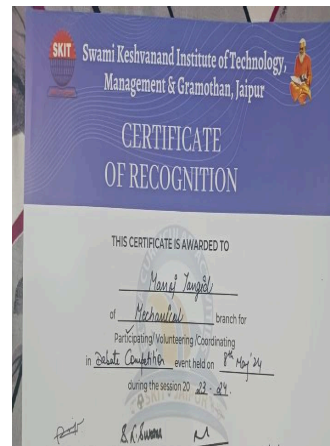 SKIT
Swami Keshvanand Institute of Technology,
Management & Gramothan, Jaipur
CERTIFICATE
OF RECOGNITION
THIS CERTIFICATE IS AWARDED TO
Manoj Jangid
of Mechanical branch for
Participating/Volunteering/Coordinating
in Debate Competition event held on 8th May'24
during the session 20 23 - 24.